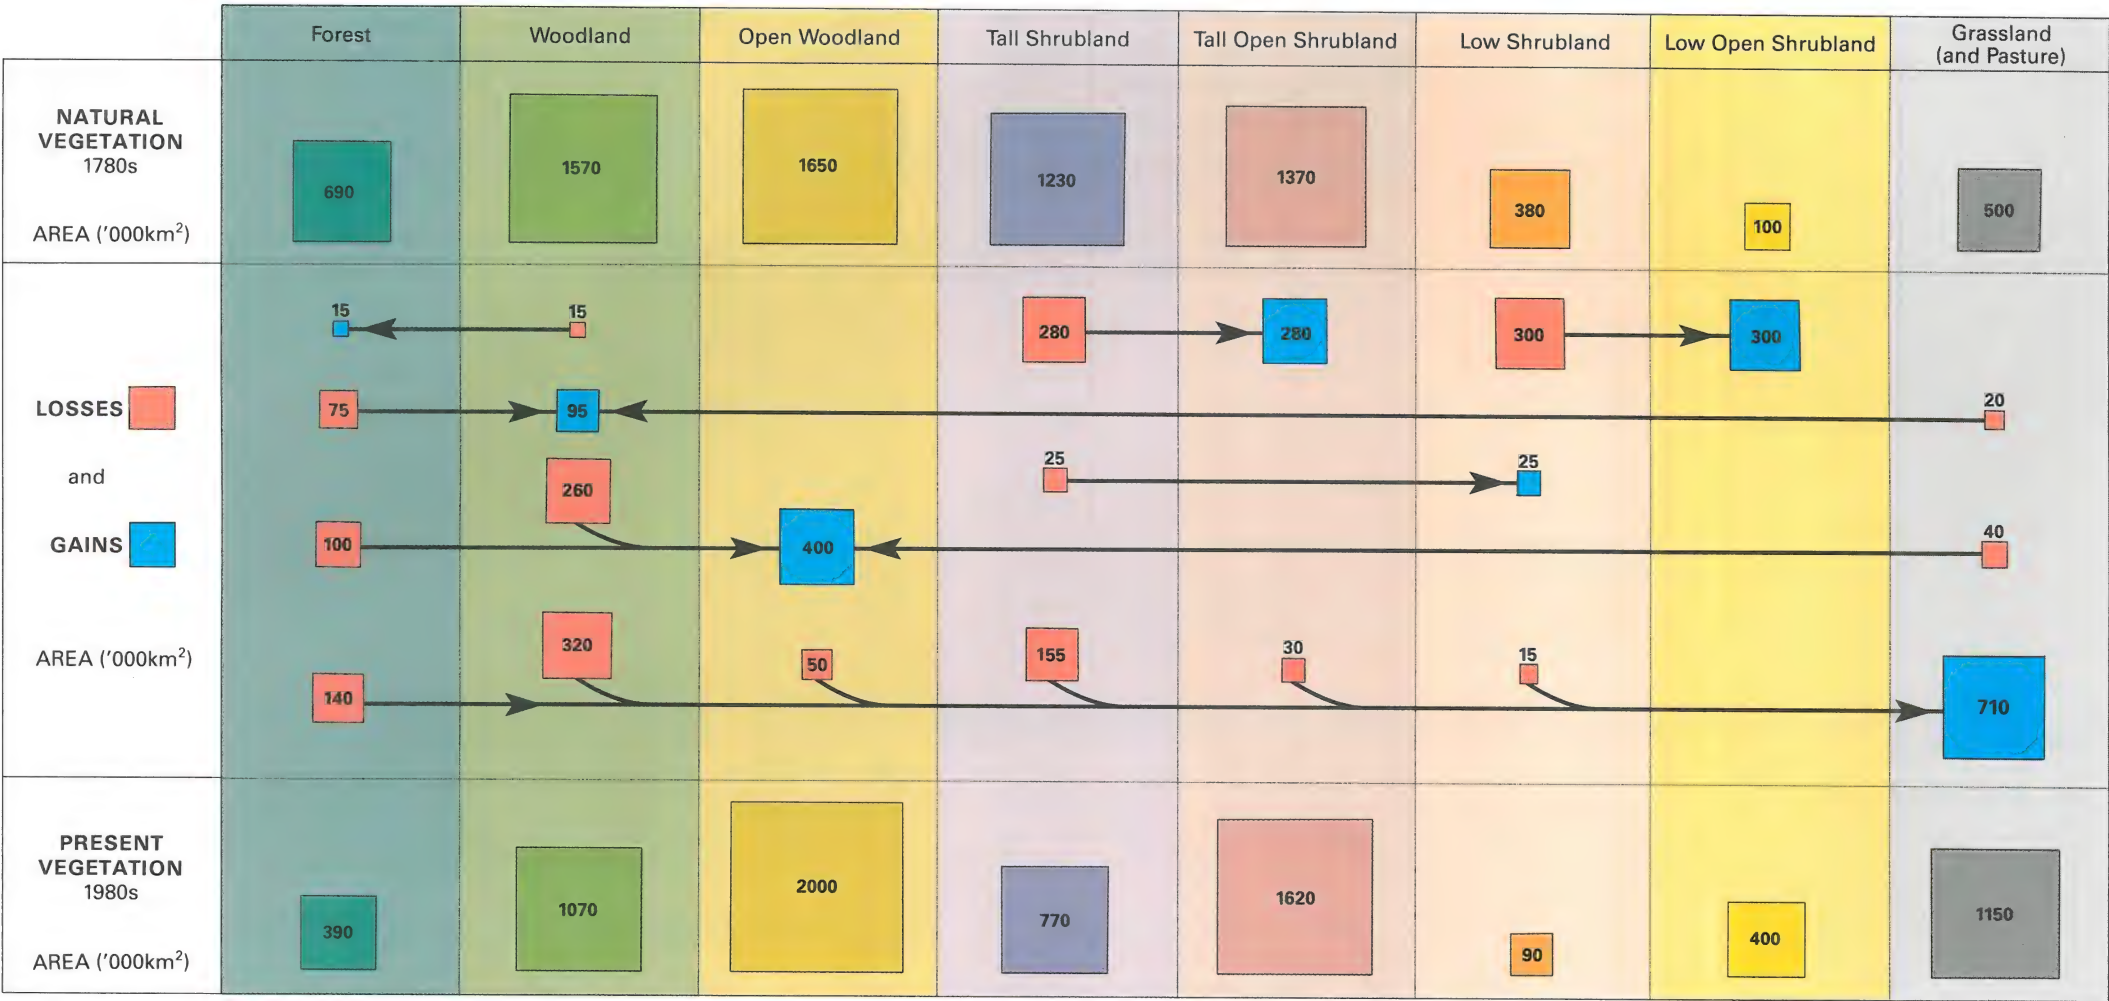 Forest
Woodland
Open Woodland
Tall Shrubland
Tall Open Shrubland
Low Shrubland
Low Open Shrubland
Grassland
(and Pasture)
NATURAL
VEGETATION
1780s
AREA ('000km²)
690
1570
1650
1230
1370
380
100
500
LOSSES
and
GAINS
AREA ('000km²)
15
15
280
280
300
300
75
95
20
260
25
25
100
400
40
320
50
155
30
15
140
710
PRESENT
VEGETATION
1980s
AREA ('000km²)
390
1070
2000
770
1620
90
400
1150